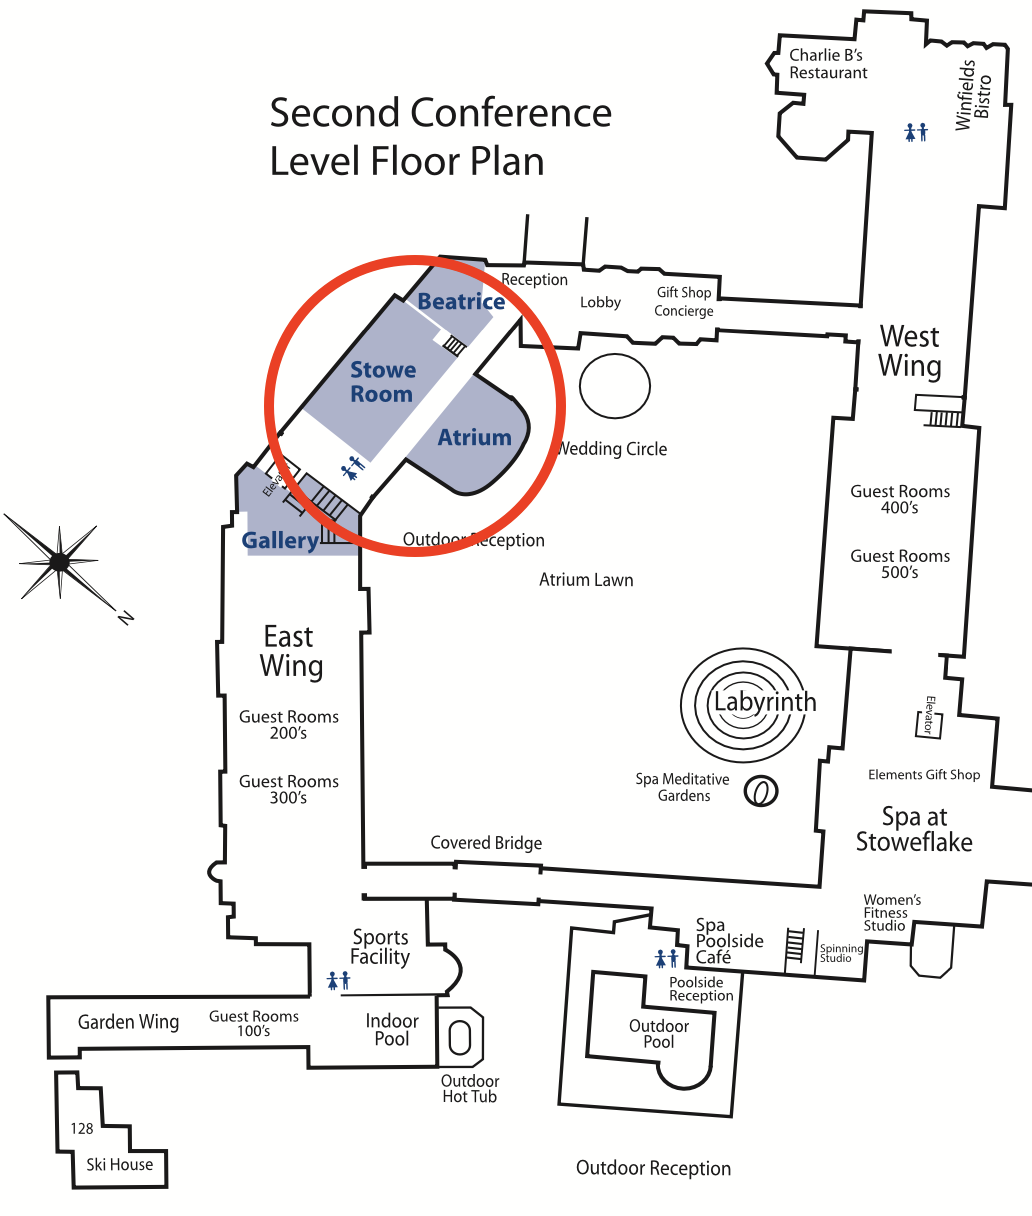 Second Conference
Level Floor Plan
Charlie B's
Restaurant
Winfields
Bistro
Reception
Lobby
Gift Shop
Concierge
Beatrice
Stowe
Room
Atrium
West
Wing
Wedding Circle
Guest Rooms
400's
Guest Rooms
500's
Gallery
Outdoor Reception
Atrium Lawn
N
East
Wing
Labyrinth
Elevator
Guest Rooms
200's
Guest Rooms
300's
Spa Meditative
Gardens
Elements Gift Shop
Spa at
Stoweflake
Covered Bridge
Women's
Fitness
Studio
Spa
Poolside
Café
Spinning
Studio
Sports
Facility
Poolside
Reception
Garden Wing
Guest Rooms
100's
Indoor
Pool
Outdoor
Pool
Outdoor
Hot Tub
128
Ski House
Outdoor Reception